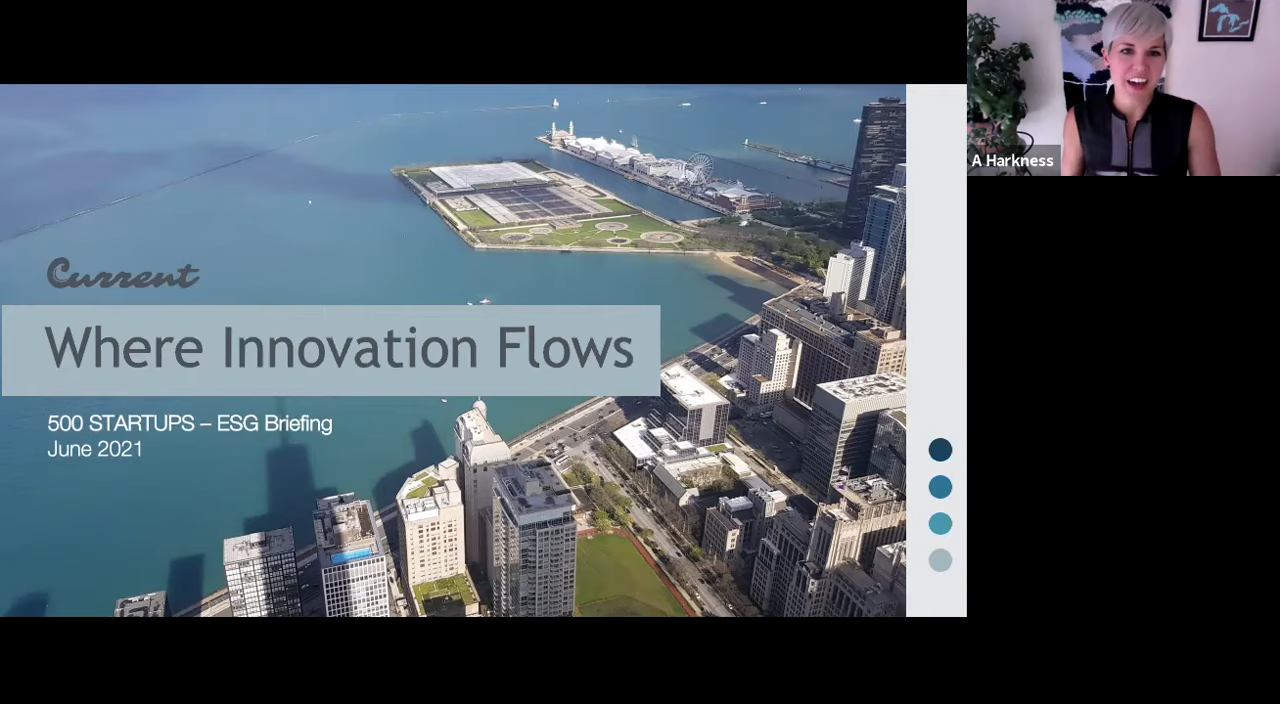 A Harkness
Current
Where Innovation Flows
500 STARTUPS – ESG Briefing
June 2021